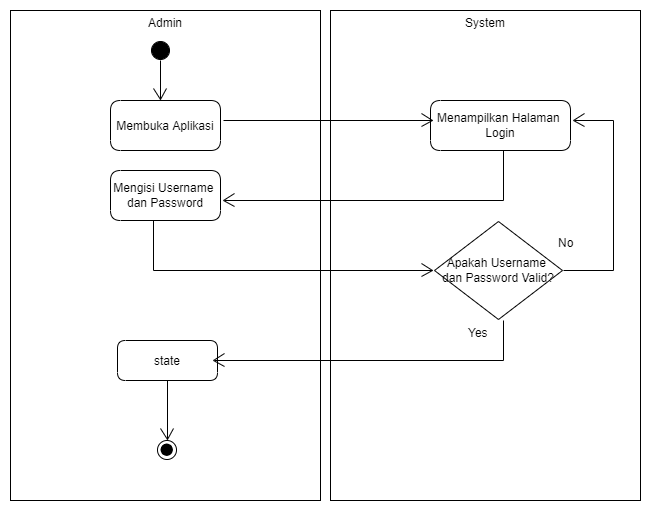 Admin
System
Membuka Aplikasi
Menampilkan Halaman
Login
Mengisi Username
dan Password
No
Apakah Username
dan Password Valid?
Yes
state